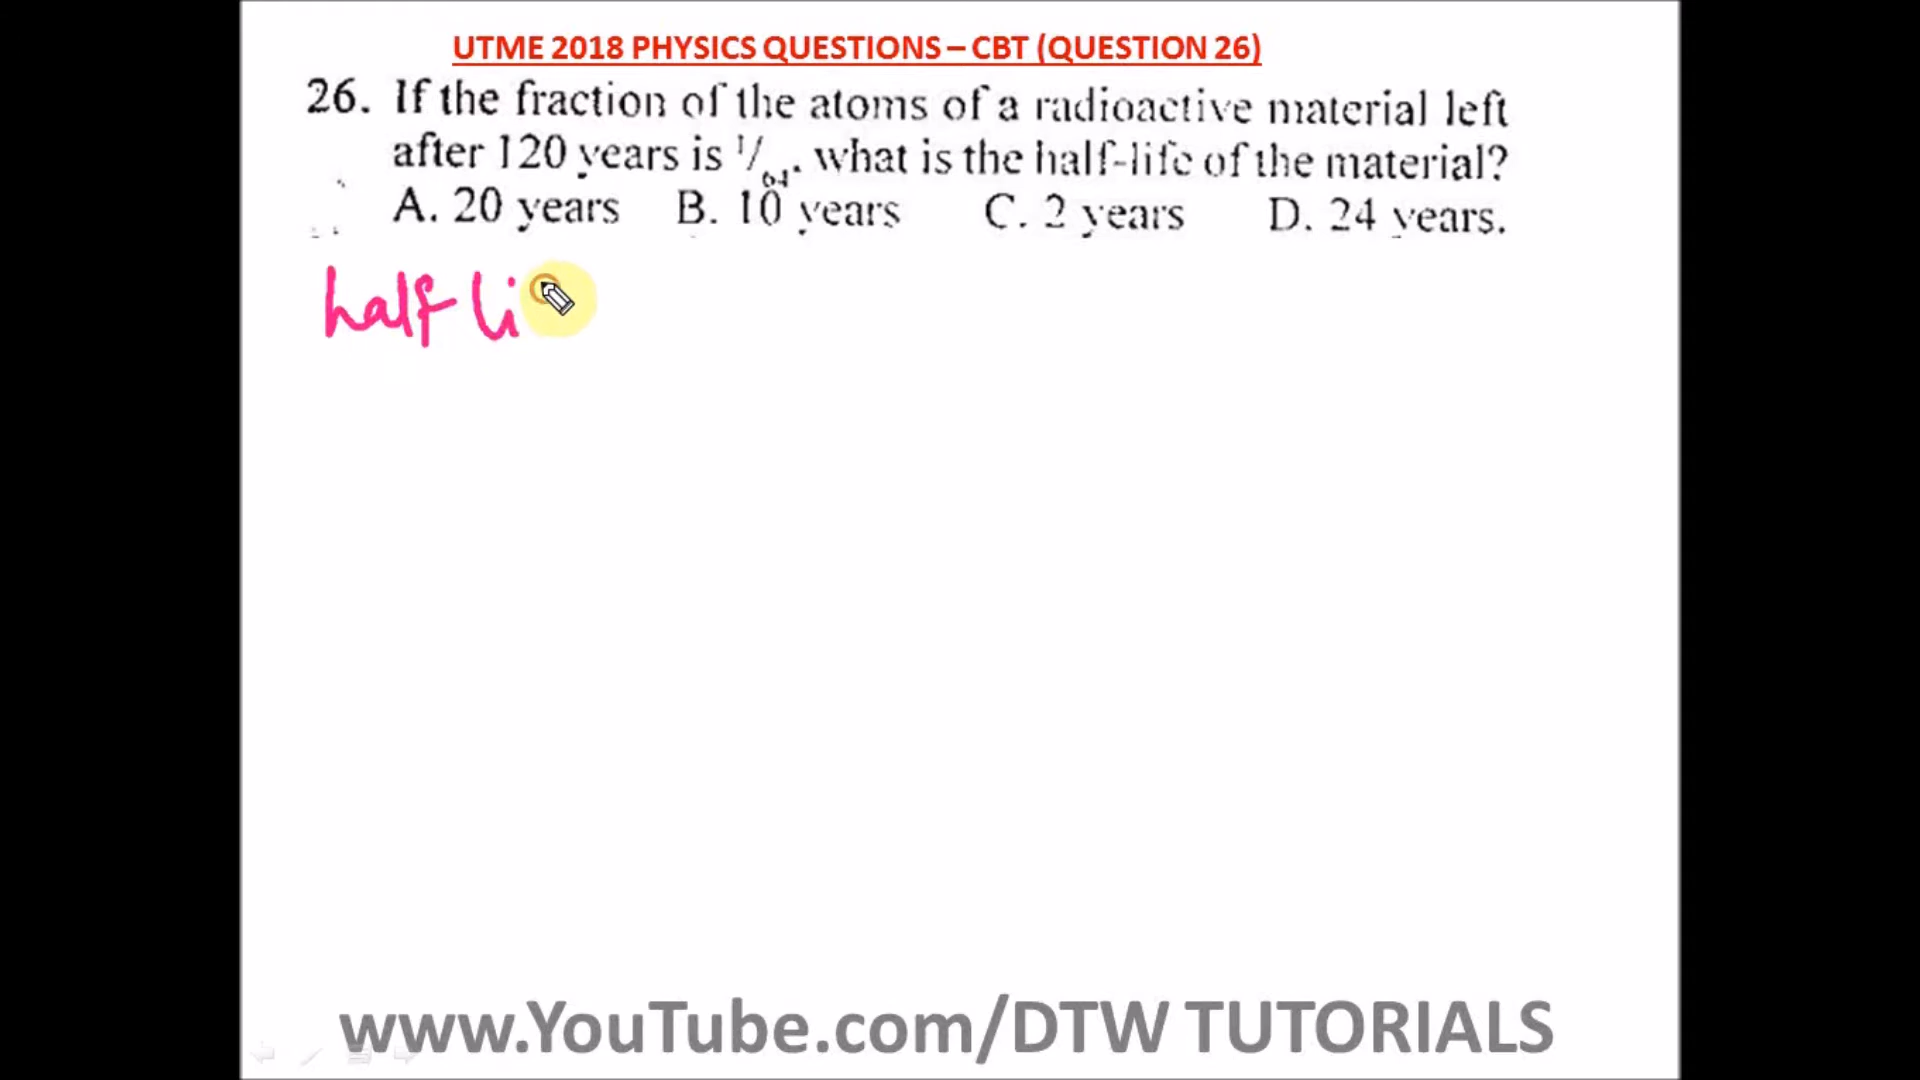 UTME 2018 PHYSICS QUESTIONS – CBT (QUESTION 26)
26. If the fraction of the atoms of a radioactive material left
after 120 years is 1/64. what is the half-life of the material?
A. 20 years B. 10 years C. 2 years D. 24 years.
half li
www.YouTube.com/DTW TUTORIALS